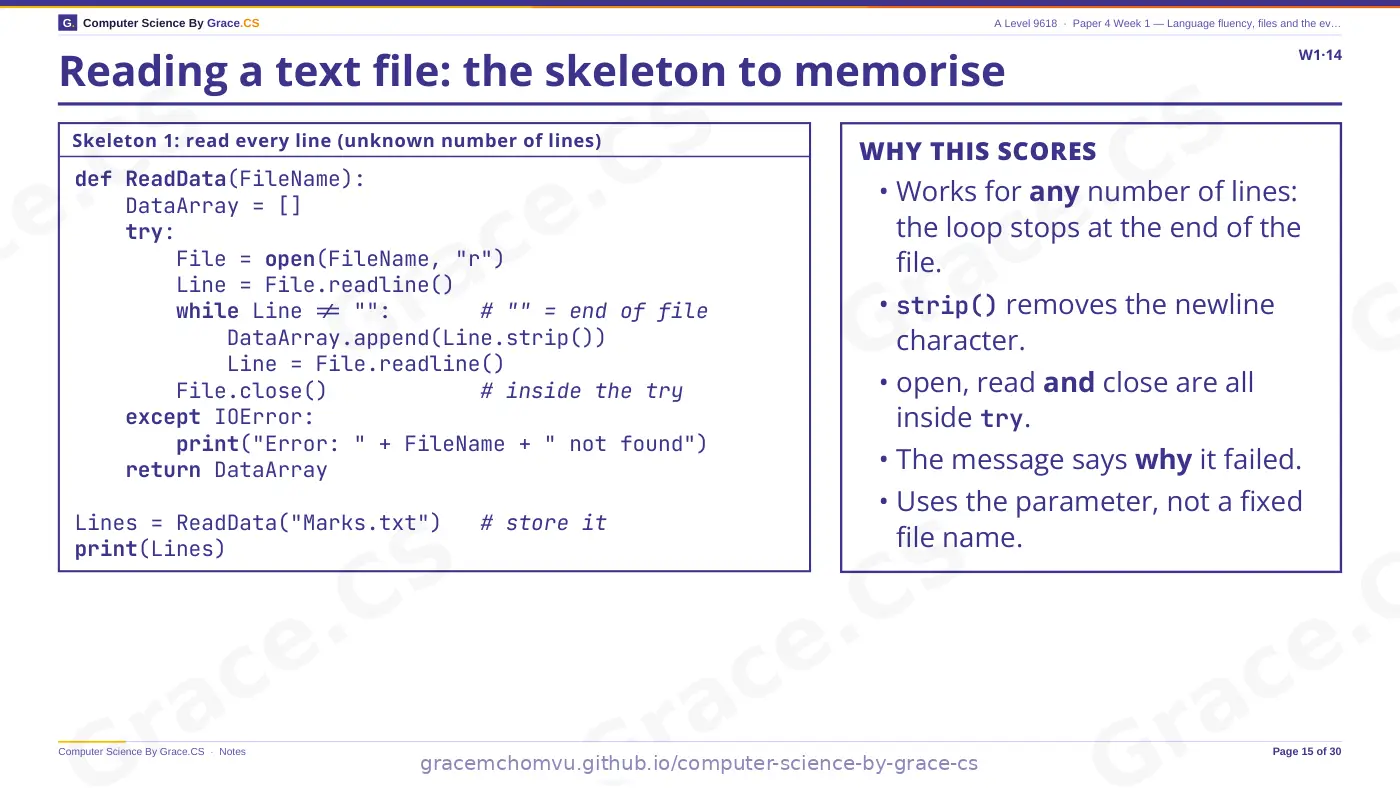 G. Computer Science By Grace.CS
A Level 9618 · Paper 4 Week 1 — Language fluency, files and the ev…
Reading a text file: the skeleton to memorise
W1·14
Skeleton 1: read every line (unknown number of lines)
def ReadData(FileName):
    DataArray = []
    try:
        File = open(FileName, "r")
        Line = File.readline()
        while Line != "":       # "" = end of file
            DataArray.append(Line.strip())
            Line = File.readline()
        File.close()            # inside the try
    except IOError:
        print("Error: " + FileName + " not found")
    return DataArray
Lines = ReadData("Marks.txt")   # store it
print(Lines)
WHY THIS SCORES
• Works for any number of lines:
the loop stops at the end of the
file.
• strip() removes the newline
character.
• open, read and close are all
inside try.
• The message says why it failed.
• Uses the parameter, not a fixed
file name.
Computer Science By Grace.CS · Notes
gracemchomvu.github.io/computer-science-by-grace-cs
Page 15 of 30
Grace.CS